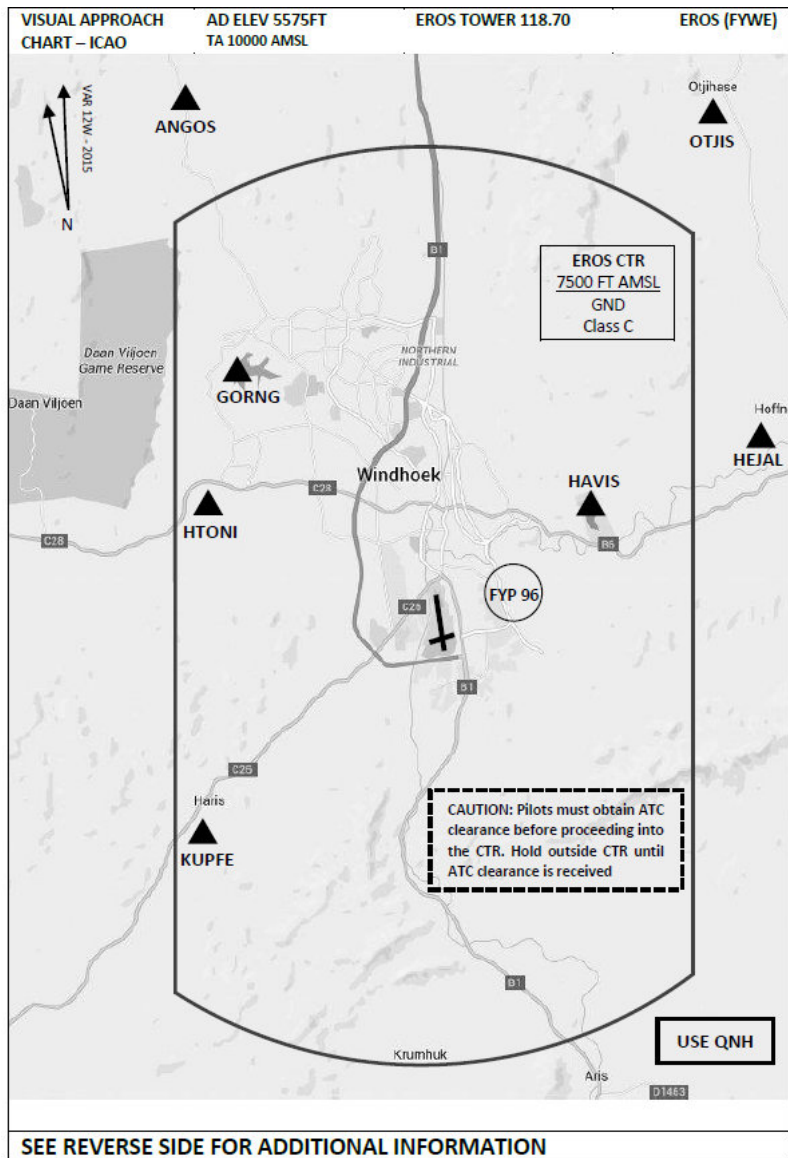 VISUAL APPROACH
CHART – ICAO
AD ELEV 5575FT
TA 10000 AMSL
EROS TOWER 118.70
EROS (FYWE)
VAR 12W - 2015
N
ANGOS
Otjihase
OTJIS
B1
EROS CTR
7500 FT AMSL
GND
Class C
Daan Viljoen
Game Reserve
NORTHERN
INDUSTRIAL
GORNG
Daan Viljoen
Hoffn
HEJAL
Windhoek
C28
HAVIS
HTONI
C28
B6
FYP 96
C26
B1
C26
Haris
KUPFE
CAUTION: Pilots must obtain ATC
clearance before proceeding into
the CTR. Hold outside CTR until
ATC clearance is received
B1
USE QNH
Krumhuk
Aris
D1463
SEE REVERSE SIDE FOR ADDITIONAL INFORMATION